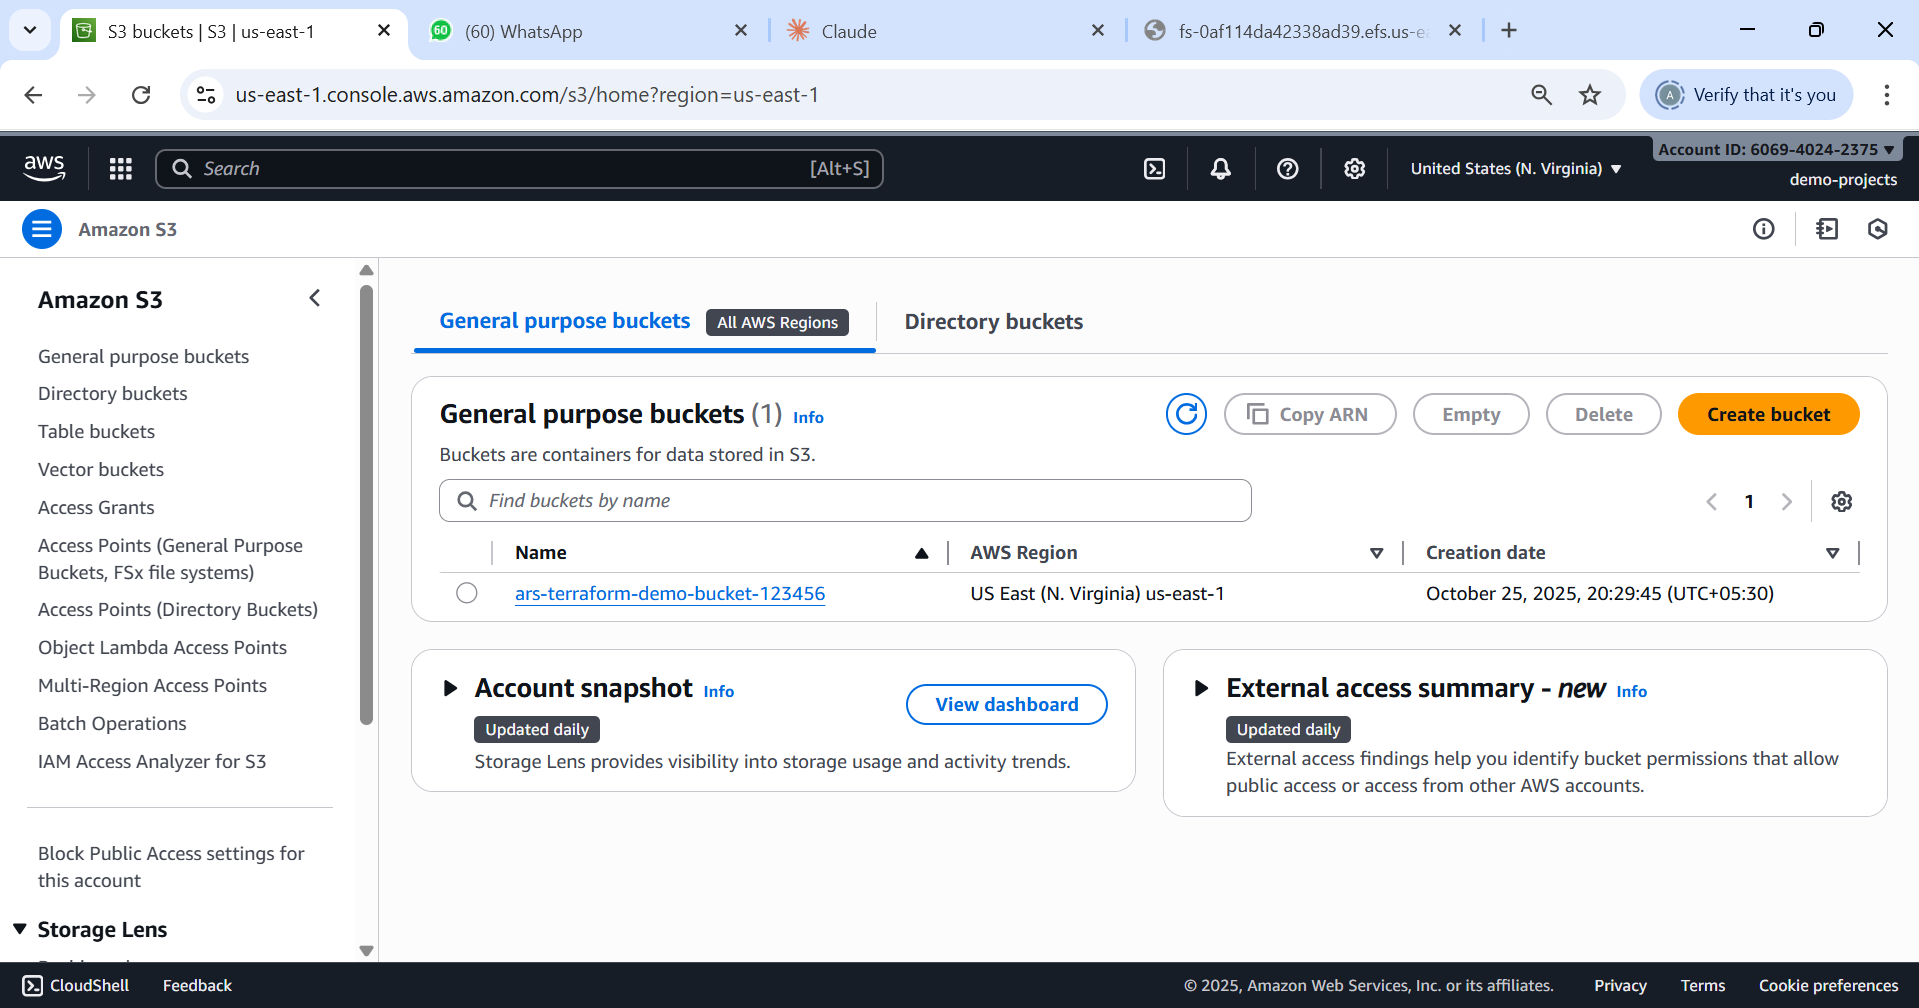 S3 buckets | S3 | us-east-1
60
(60) WhatsApp
Claude
fs-0af114da42338ad39.efs.us-ea
us-east-1.console.aws.amazon.com/s3/home?region=us-east-1
A
Verify that it's you
aws
Search
[Alt+S]
United States (N. Virginia)
Account ID: 6069-4024-2375
demo-projects
Amazon S3
Amazon S3
General purpose buckets
Directory buckets
Table buckets
Vector buckets
Access Grants
Access Points (General Purpose
Buckets, FSx file systems)
Access Points (Directory Buckets)
Object Lambda Access Points
Multi-Region Access Points
Batch Operations
IAM Access Analyzer for S3
Block Public Access settings for
this account
Storage Lens
General purpose buckets All AWS Regions
Directory buckets
General purpose buckets (1) Info
Buckets are containers for data stored in S3.
Copy ARN
Empty
Delete
Create bucket
Find buckets by name
1
Name AWS Region Creation date
ars-terraform-demo-bucket-123456 US East (N. Virginia) us-east-1 October 25, 2025, 20:29:45 (UTC+05:30)
Account snapshot Info
Updated daily
View dashboard
Storage Lens provides visibility into storage usage and activity trends.
External access summary - new Info
Updated daily
External access findings help you identify bucket permissions that allow
public access or access from other AWS accounts.
CloudShell
Feedback
© 2025, Amazon Web Services, Inc. or its affiliates.
Privacy
Terms
Cookie preferences